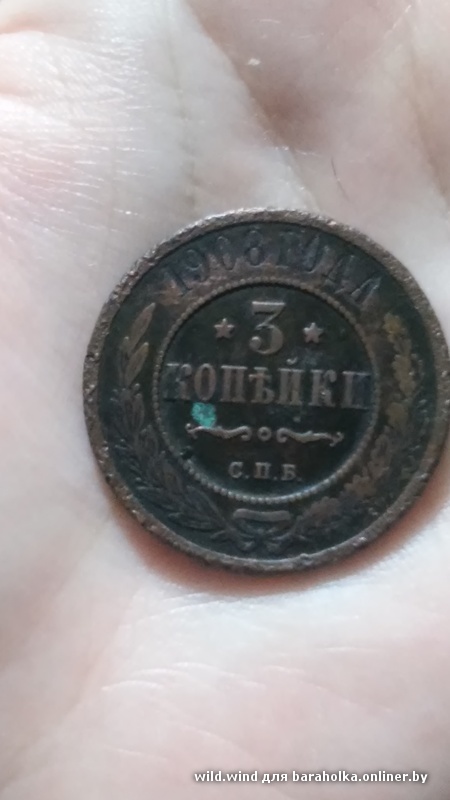 1908 ГОДА
★ 3 ★
КОПѢЙКИ
С.П.Б.
wild.wind для baraholka.onliner.by